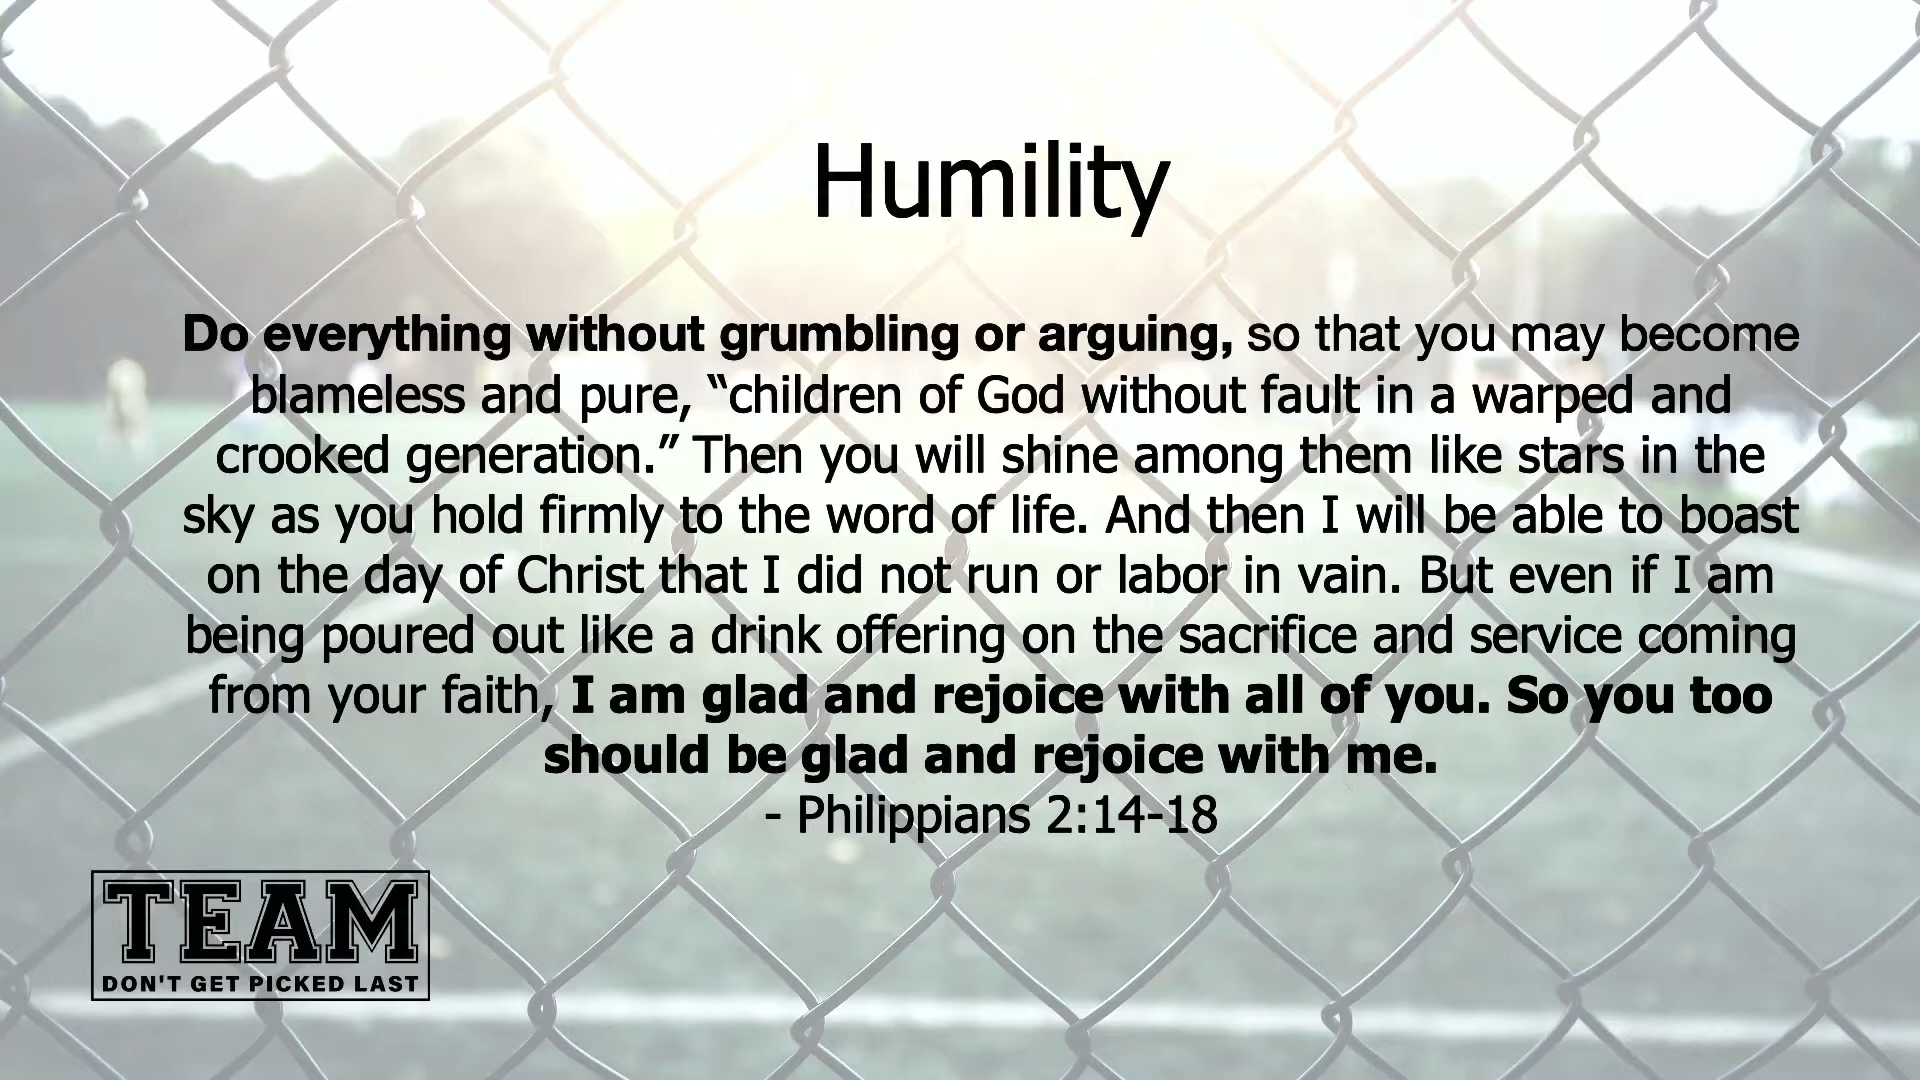 Humility
Do everything without grumbling or arguing, so that you may become
blameless and pure, “children of God without fault in a warped and
crooked generation.” Then you will shine among them like stars in the
sky as you hold firmly to the word of life. And then I will be able to boast
on the day of Christ that I did not run or labor in vain. But even if I am
being poured out like a drink offering on the sacrifice and service coming
from your faith, I am glad and rejoice with all of you. So you too
should be glad and rejoice with me.
- Philippians 2:14-18
TEAM
DON'T GET PICKED LAST